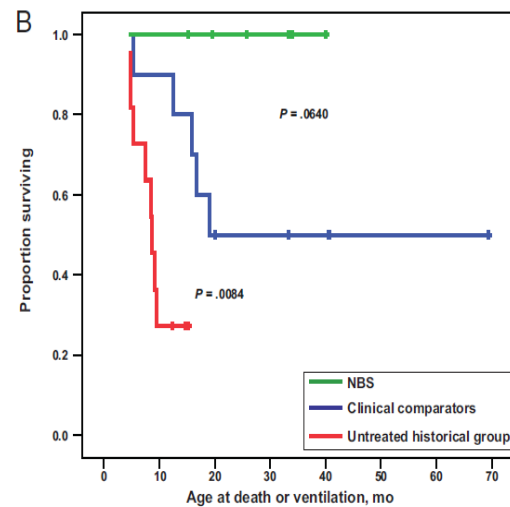 B
1.0
0.8
0.6
0.4
0.2
0.0
Proportion surviving
P = .0640
P = .0084
NBS
Clinical comparators
Untreated historical group
0 10 20 30 40 50 60 70
Age at death or ventilation, mo